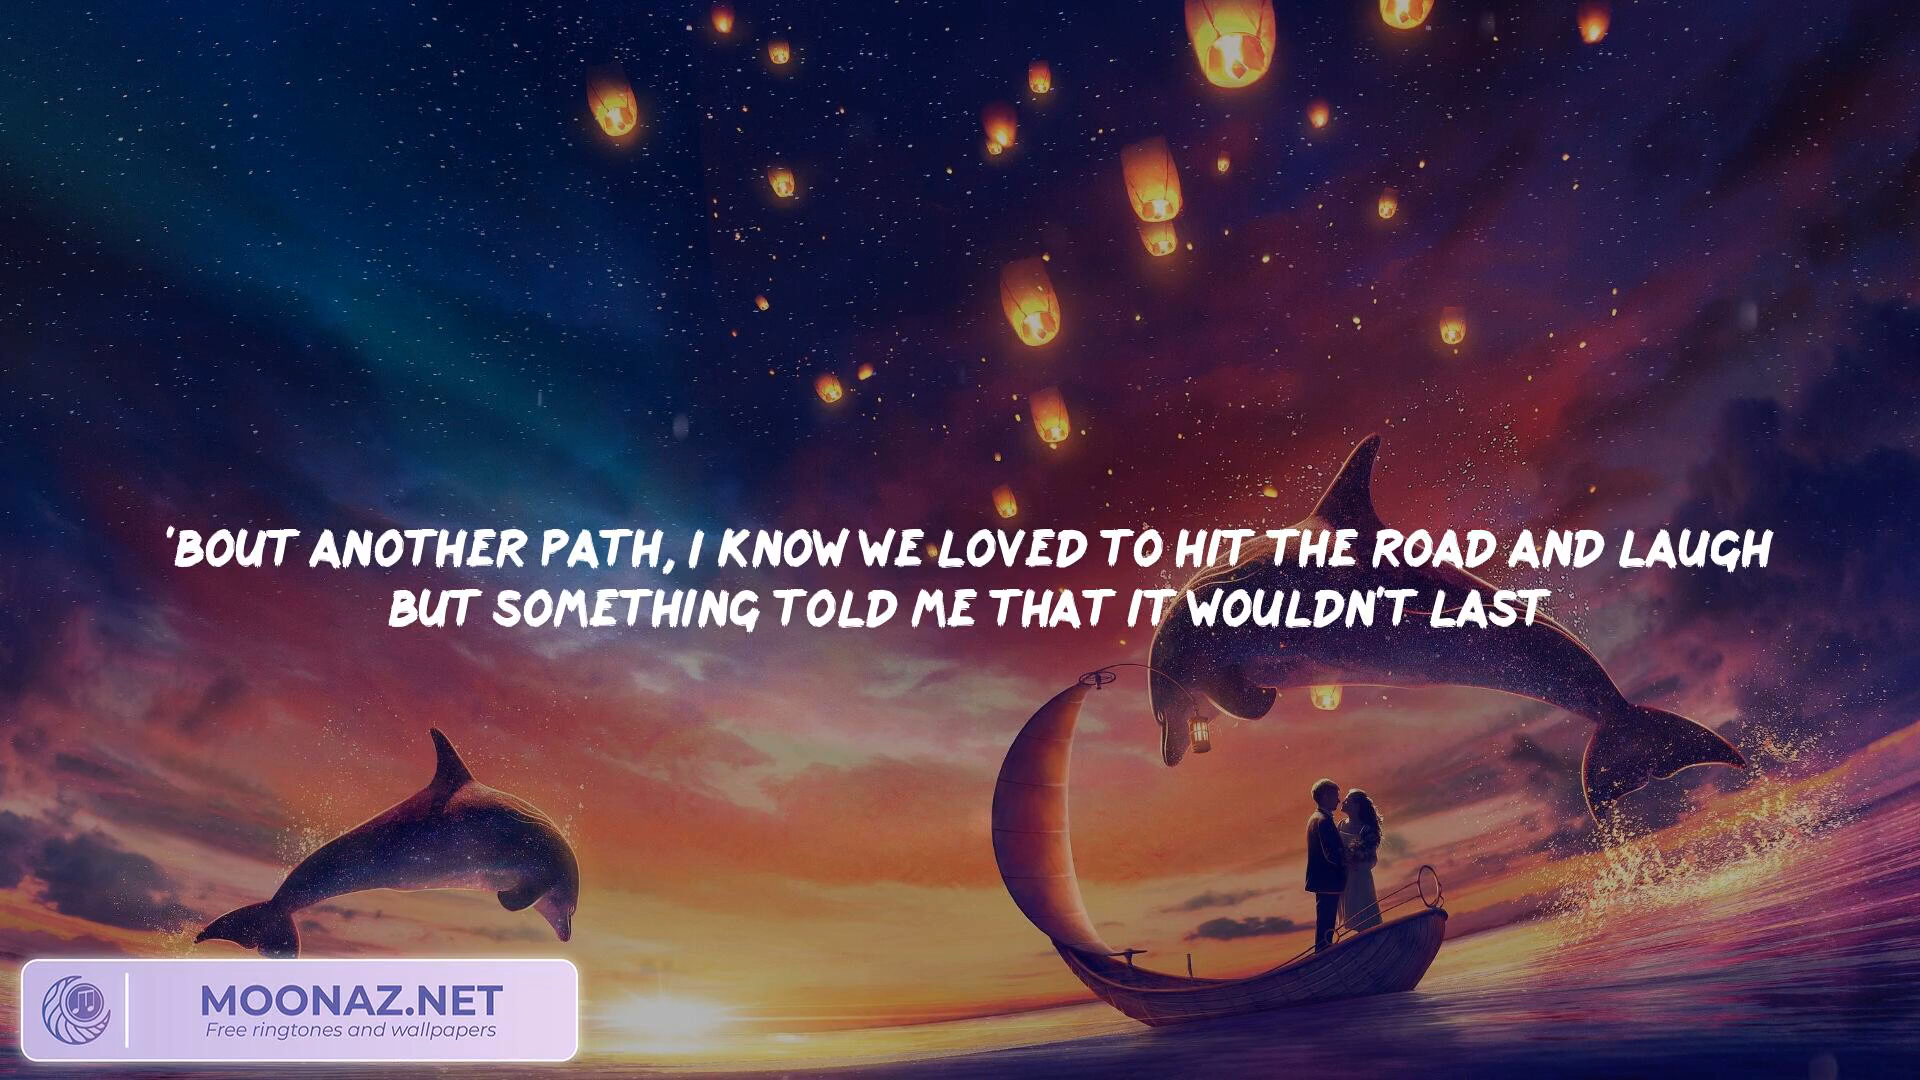 'BOUT ANOTHER PATH, I KNOW WE LOVED TO HIT THE ROAD AND LAUGH
BUT SOMETHING TOLD ME THAT IT WOULDN'T LAST
MOONAZ.NET
Free ringtones and wallpapers